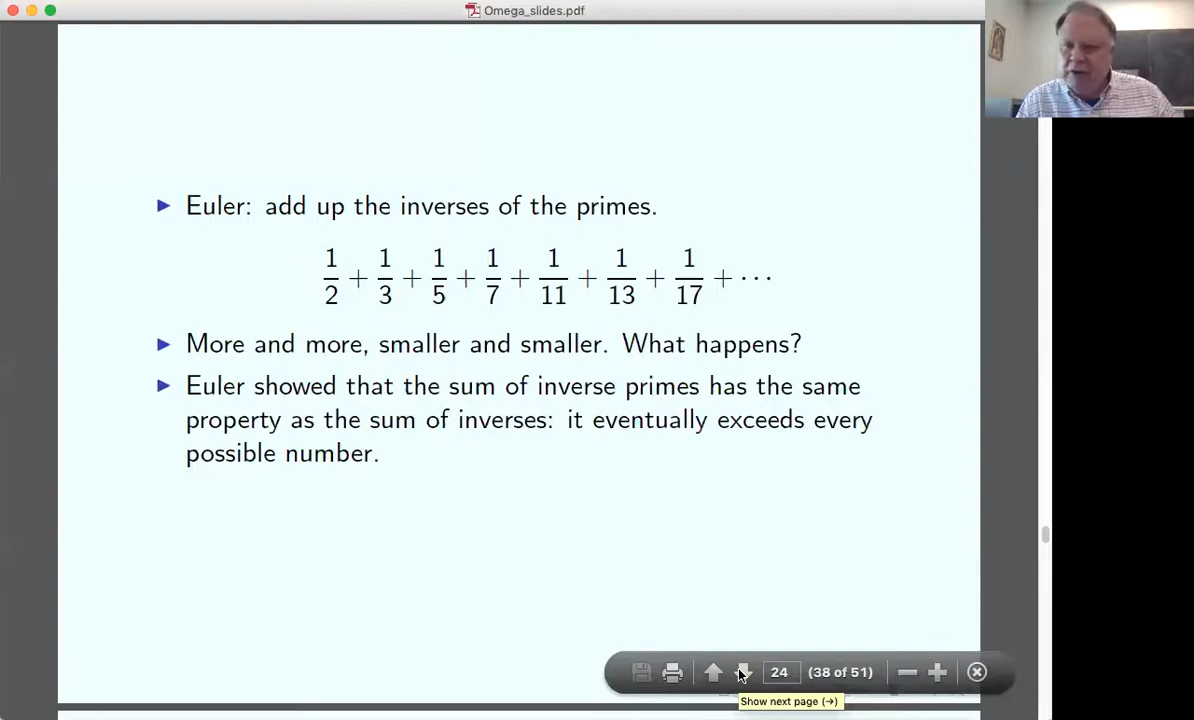 Omega_slides.pdf
▶ Euler: add up the inverses of the primes.
1/2 + 1/3 + 1/5 + 1/7 + 1/11 + 1/13 + 1/17 + ⋯
▶ More and more, smaller and smaller. What happens?
▶ Euler showed that the sum of inverse primes has the same
property as the sum of inverses: it eventually exceeds every
possible number.
24 (38 of 51)
Show next page (→)